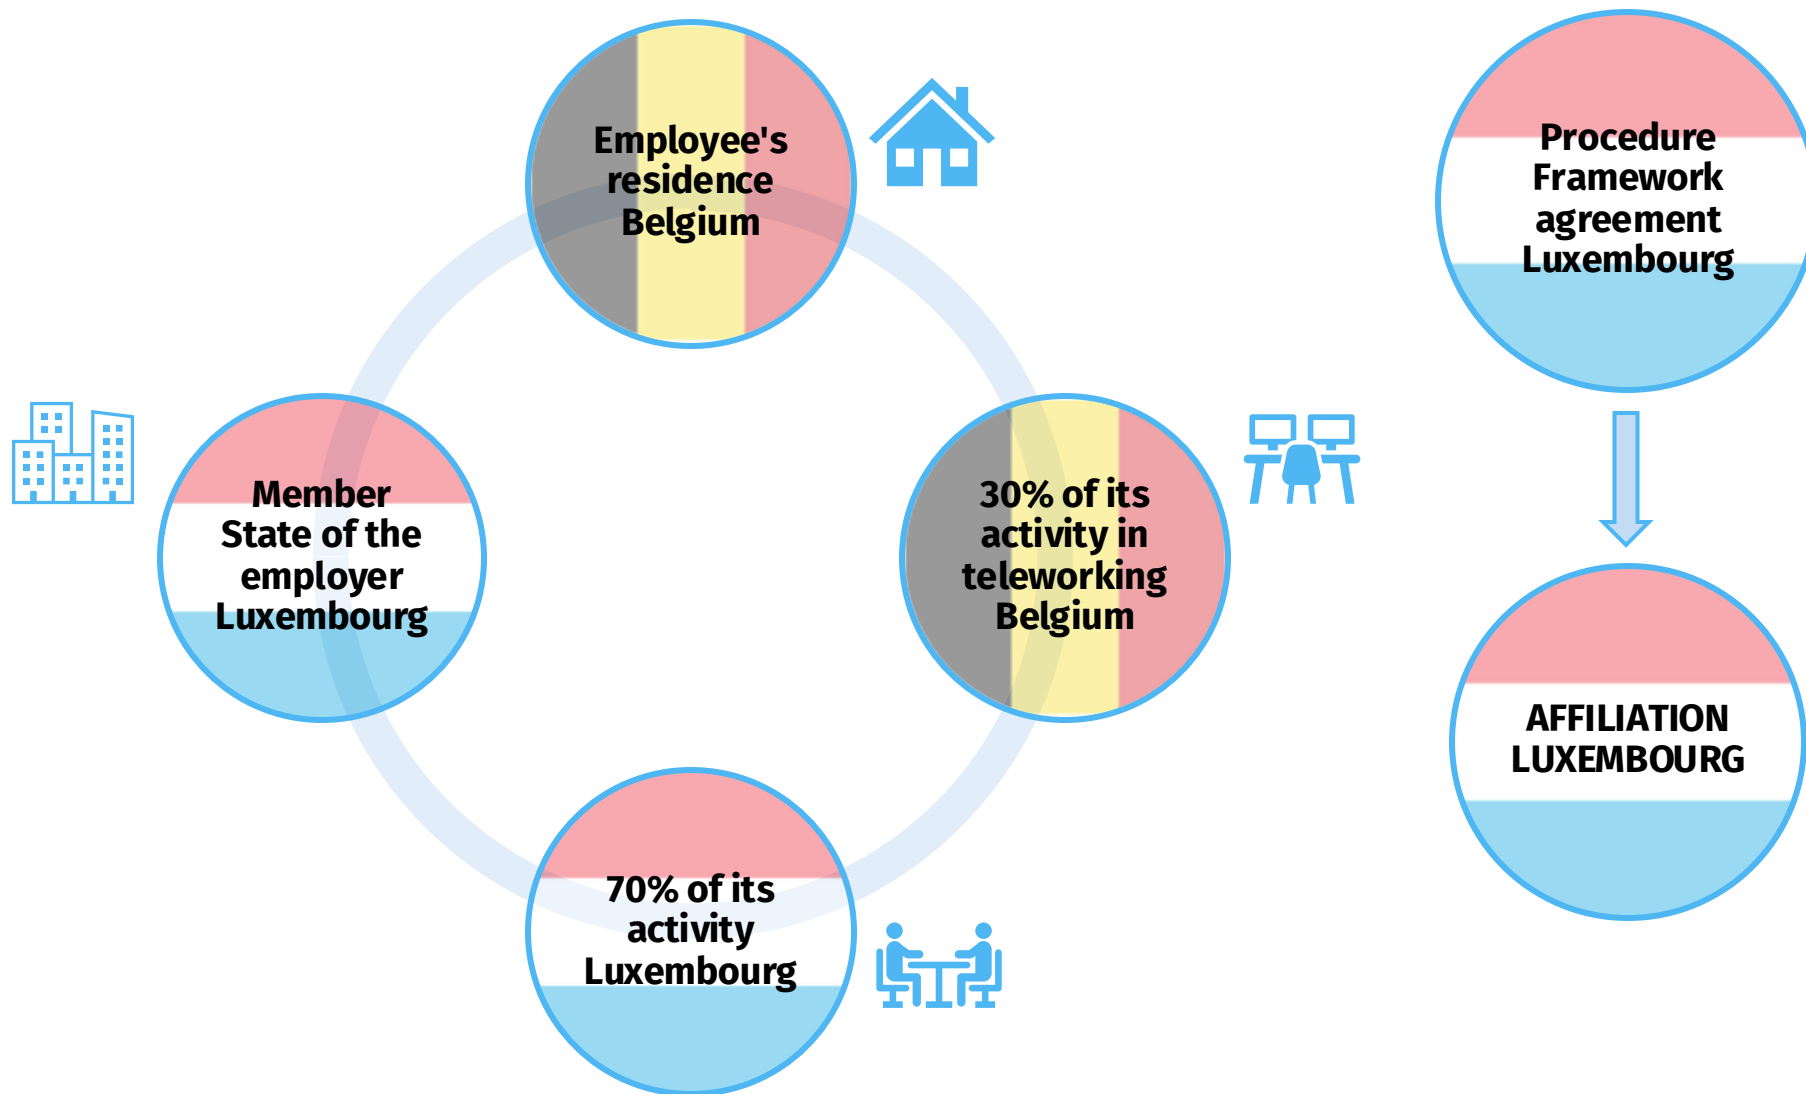 Employee's
residence
Belgium
Member
State of the
employer
Luxembourg
30% of its
activity in
teleworking
Belgium
70% of its
activity
Luxembourg
Procedure
Framework
agreement
Luxembourg
AFFILIATION
LUXEMBOURG